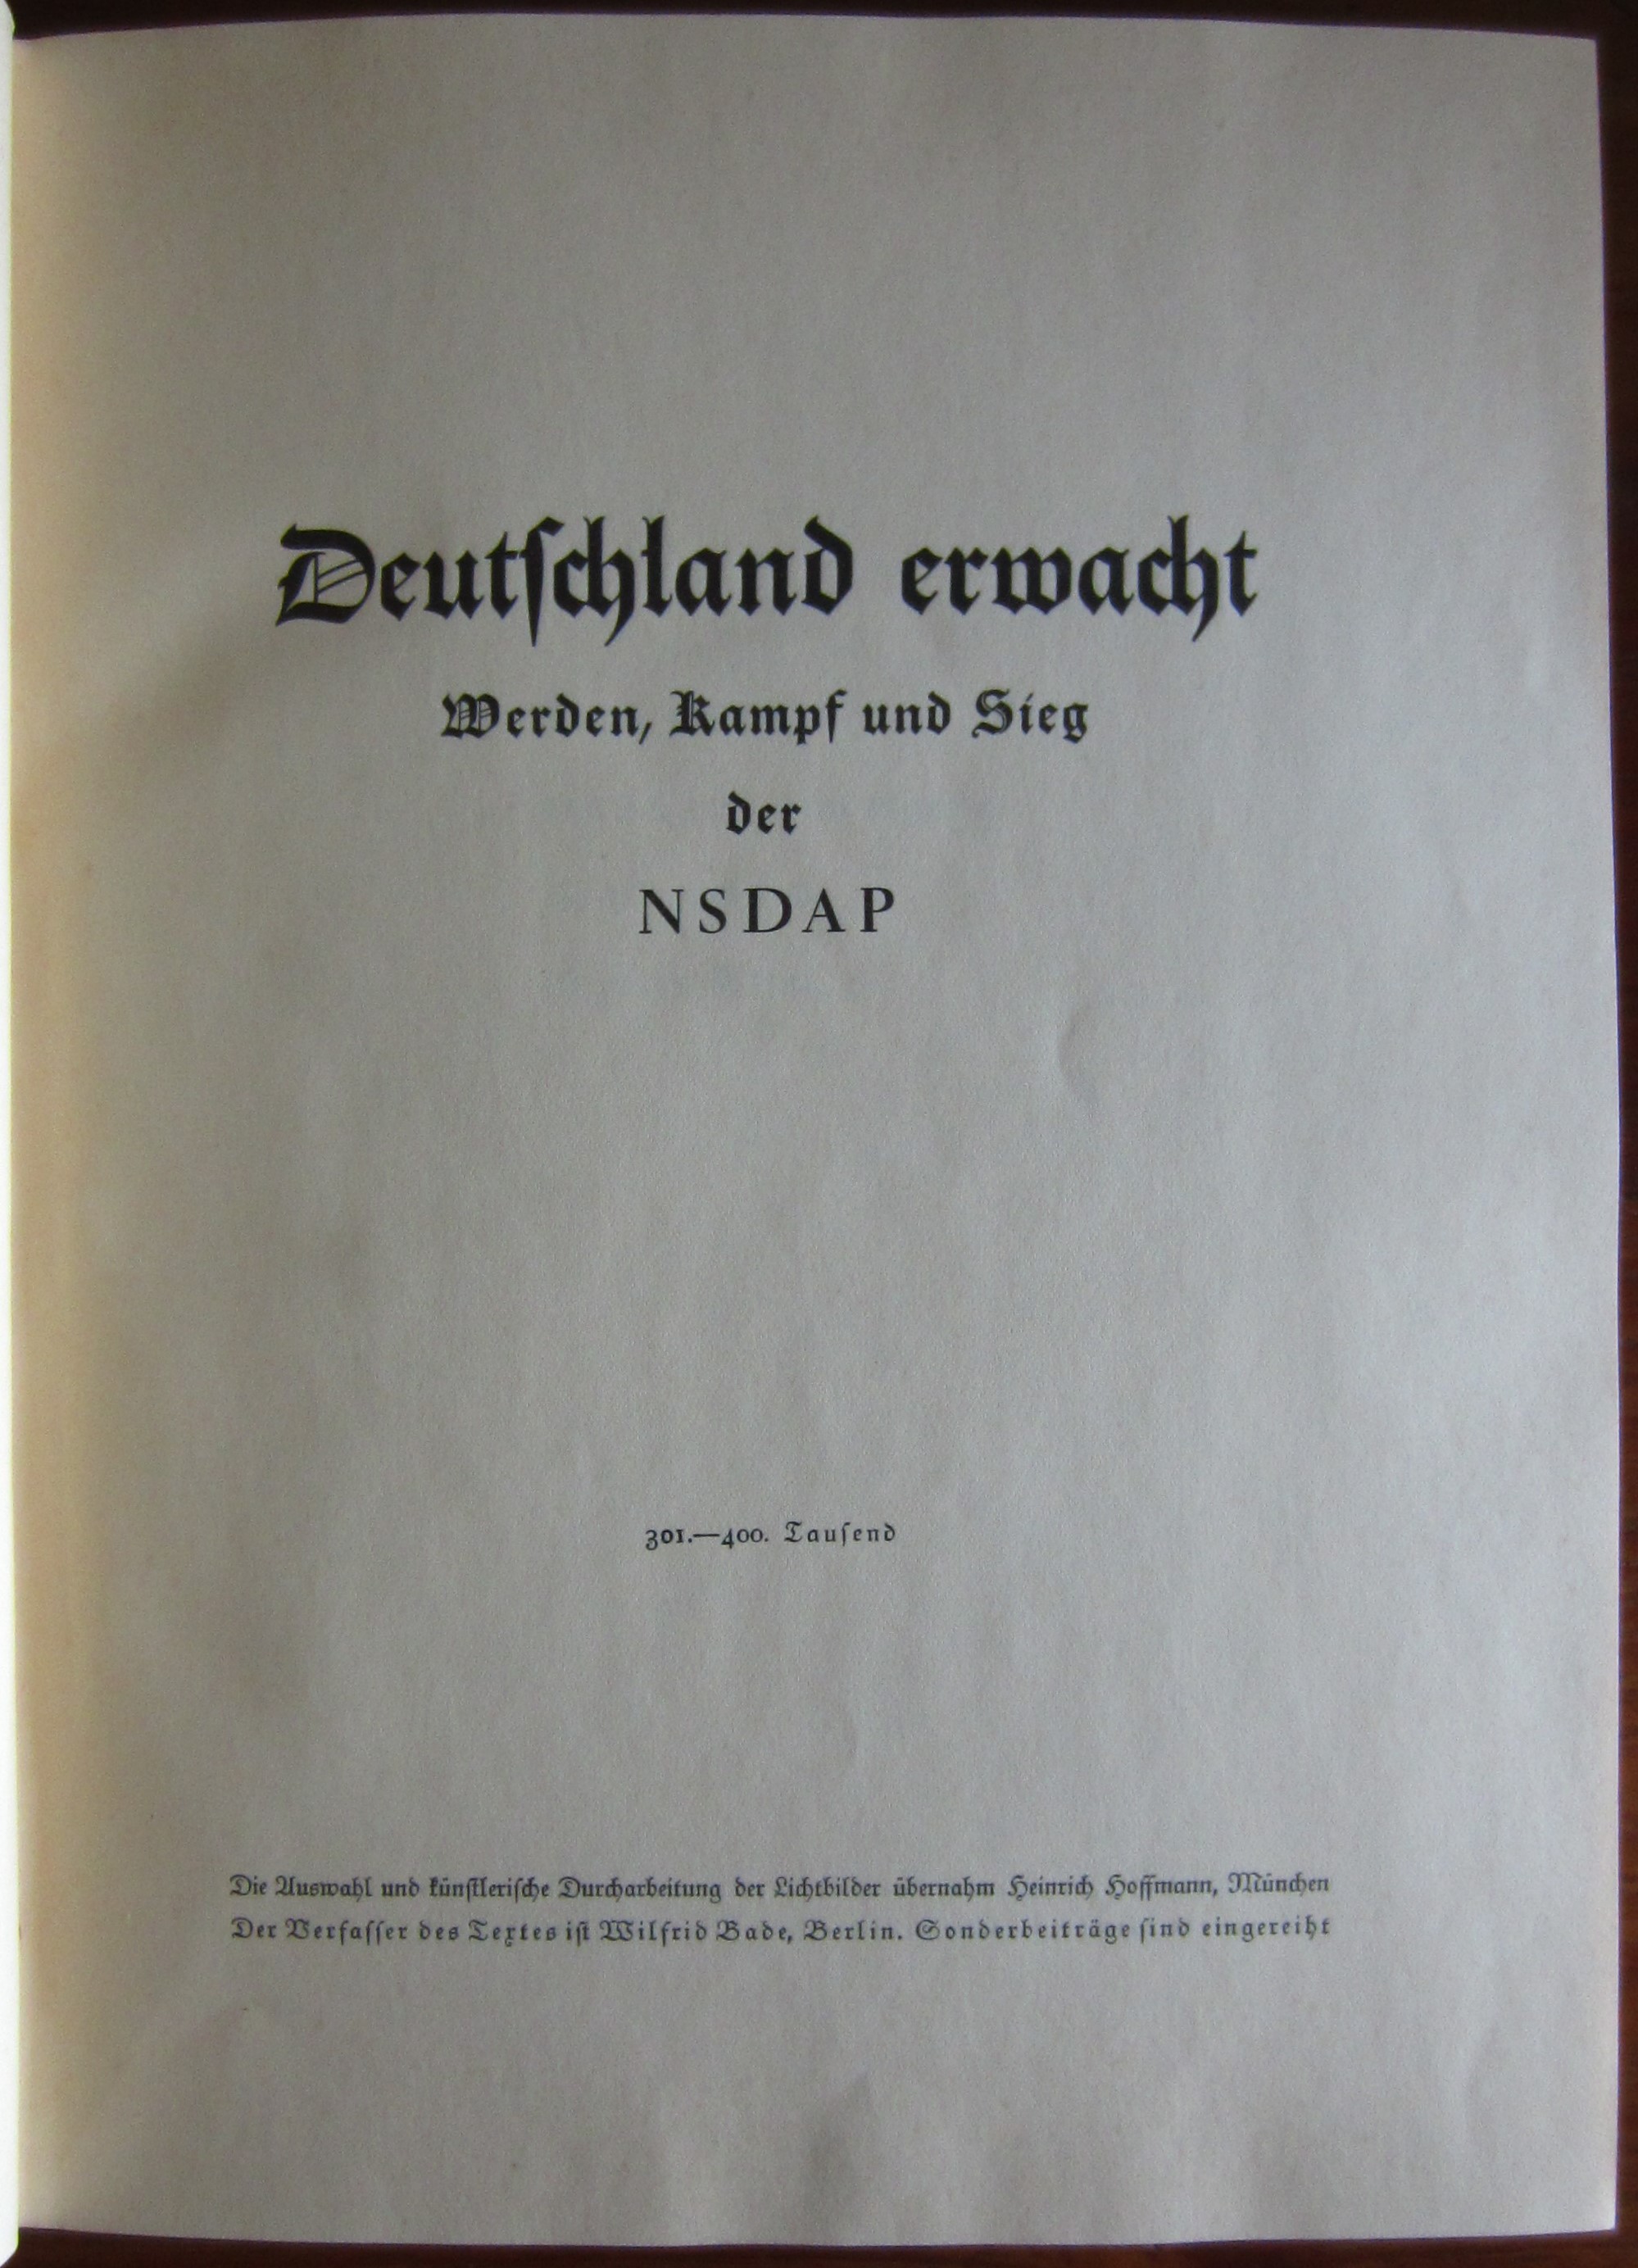 Deutſchland erwacht
Werden, Kampf und Sieg
der
NSDAP
301.—400. Tauſend
Die Auswahl und künſtleriſche Durcharbeitung der Lichtbilder übernahm Heinrich Hoffmann, München
Der Verfaſſer des Textes iſt Wilfrid Bade, Berlin. Sonderbeiträge ſind eingereiht